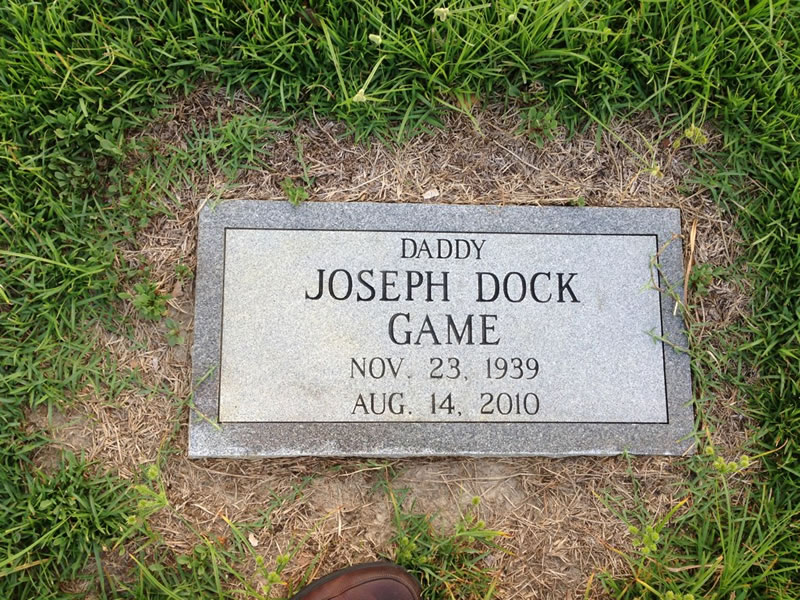 DADDY
JOSEPH DOCK
GAME
NOV. 23, 1939
AUG. 14, 2010